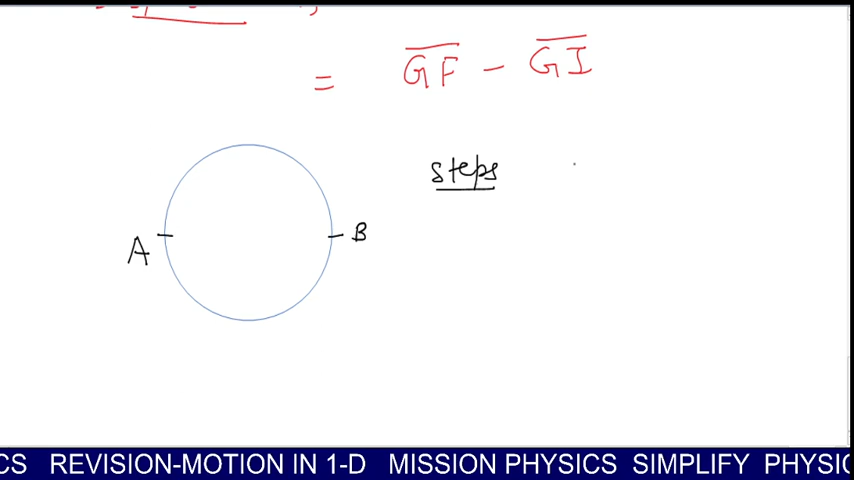 = GF - GI
steps
A
B
CS REVISION-MOTION IN 1-D MISSION PHYSICS SIMPLIFY PHYSIC